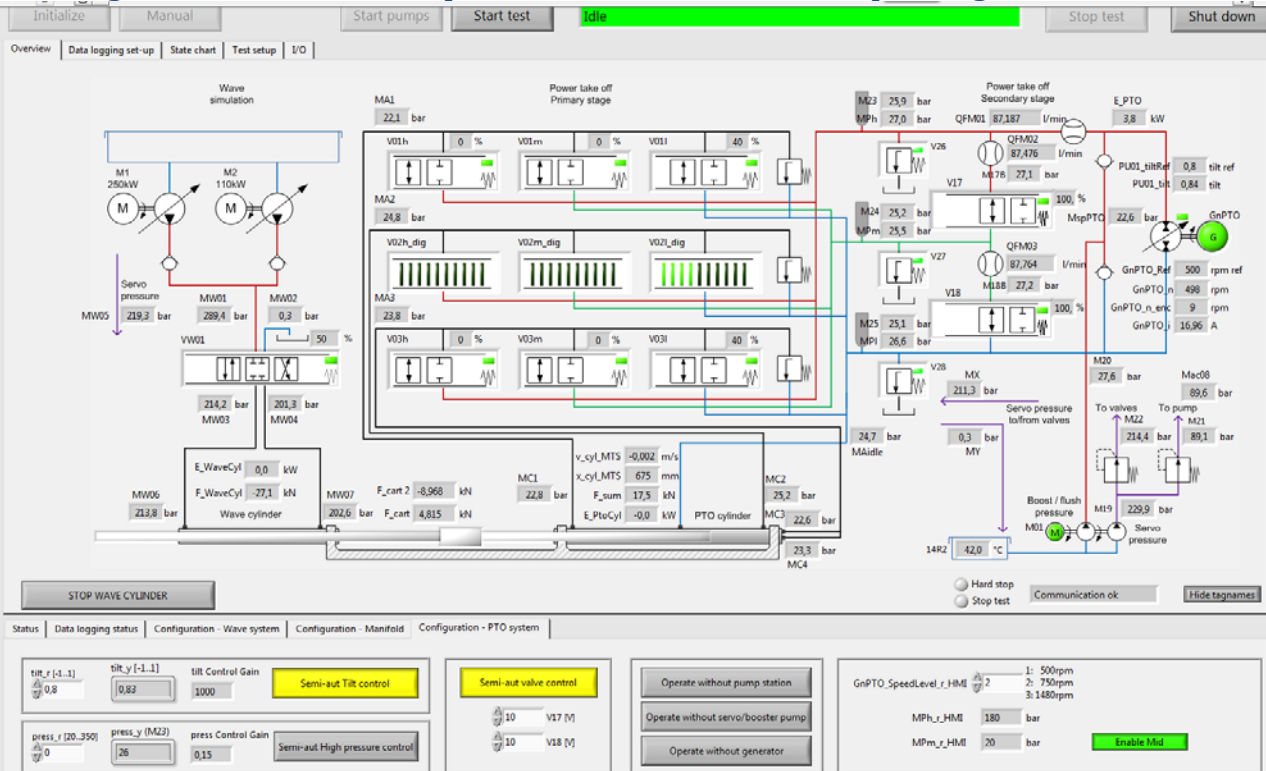 Initialize Manual Start pumps Start test Idle Stop test Shut down
Overview Data logging set-up State chart Test setup I/O
Wave
simulation
Power take off
Primary stage
Power take off
Secondary stage
MA1
22,1 bar
M23 25,9 bar
MPh 27,0 bar
QFM01 87,187 l/min
E_PTO
3,8 kW
V01h 0 % V01m 0 % V01l 40 %
V26
QFM02
87,476 l/min
M17B 27,1 bar
PU01_tiltRef 0,8 tilt ref
PU01_tilt 0,84 tilt
M1
250kW
M
M2
110kW
M
MA2
24,8 bar
V17
100, %
M24 25,2 bar
MPm 25,5 bar
MspPTO 22,6 bar
GnPTO
G
V02h_dig V02m_dig V02l_dig
V27
QFM03
87,764 l/min
M18B 27,2 bar
GnPTO_Ref 500 rpm ref
GnPTO_n 498 rpm
GnPTO_n_enc 9 rpm
GnPTO_i 16,96 A
Servo
pressure
MW05 219,3 bar
MW01
289,4 bar
MW02
0,3 bar
50 %
MA3
23,8 bar
V18
100, %
M25 25,1 bar
MPl 26,6 bar
VW01
V03h 0 % V03m 0 % V03l 40 %
V28
M20
27,6 bar
MX
211,3 bar
Mac08
89,6 bar
214,2 bar
MW03
201,3 bar
MW04
Servo pressure
to/from valves
0,3 bar
MY
24,7 bar
MAidle
To valves
M22
214,4 bar
To pump
M21
89,1 bar
E_WaveCyl 0,0 kW
F_WaveCyl -27,1 kN
Wave cylinder
MW06
213,8 bar
MW07
202,6 bar
F_cart 2 -8,968 kN
F_cart 4,815 kN
MC1
22,8 bar
v_cyl_MTS -0,002 m/s
x_cyl_MTS 675 mm
F_sum 17,5 kN
E_PtoCyl -0,0 kW
PTO cylinder
MC2
25,2 bar
MC3 22,6 bar
23,3 bar
MC4
Boost / flush
pressure
M01 M
M19 229,9 bar
Servo
pressure
14R2 42,0 °C
STOP WAVE CYLINDER
Hard stop
Stop test
Communication ok
Hide tagnames
Status Data logging status Configuration - Wave system Configuration - Manifold Configuration - PTO system
tilt_r [-1..1]
0,8
tilt_y [-1..1]
0,83
tilt Control Gain
1000
Semi-aut Tilt control
press_r [20..350]
0
press_y (M23)
26
press Control Gain
0,15
Semi-aut High pressure control
Semi-aut valve control
10 V17 [V]
10 V18 [V]
Operate without pump station
Operate without servo/booster pump
Operate without generator
GnPTO_SpeedLevel_r_HMI 2
1: 500rpm
2: 750rpm
3: 1480rpm
MPh_r_HMI 180 bar
MPm_r_HMI 20 bar
Enable Mid